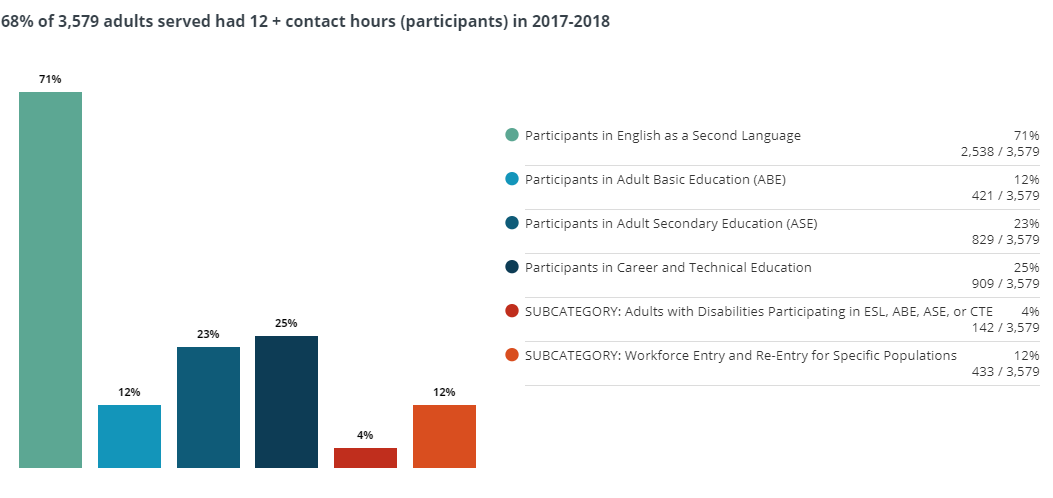 68% of 3,579 adults served had 12 + contact hours (participants) in 2017-2018
71%
12%
23%
25%
4%
12%
Participants in English as a Second Language 71%
2,538 / 3,579
Participants in Adult Basic Education (ABE) 12%
421 / 3,579
Participants in Adult Secondary Education (ASE) 23%
829 / 3,579
Participants in Career and Technical Education 25%
909 / 3,579
SUBCATEGORY: Adults with Disabilities Participating in ESL, ABE, ASE, or CTE 4%
142 / 3,579
SUBCATEGORY: Workforce Entry and Re-Entry for Specific Populations 12%
433 / 3,579